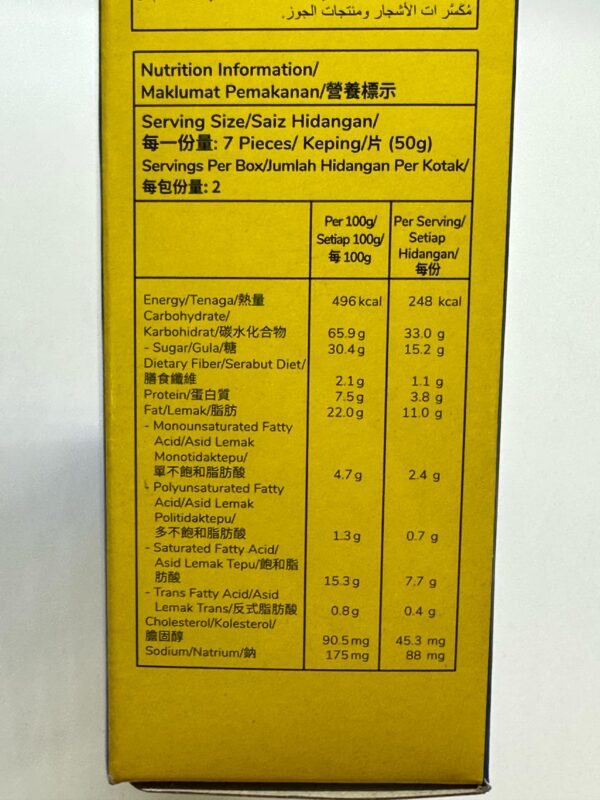 مُكَسَّر ات الأشجار ومنتجات الجوز.
Nutrition Information/
Maklumat Pemakanan/營養標示
Serving Size/Saiz Hidangan/
每一份量: 7 Pieces/ Keping/片 (50g)
Servings Per Box/Jumlah Hidangan Per Kotak/
每包份量: 2
Per 100g/ Per Serving/
Setiap 100g/ Setiap
每 100g Hidangan/
每份
Energy/Tenaga/熱量 496 kcal 248 kcal
Carbohydrate/
Karbohidrat/碳水化合物 65.9 g 33.0 g
- Sugar/Gula/糖 30.4 g 15.2 g
Dietary Fiber/Serabut Diet/
膳食纖維 2.1 g 1.1 g
Protein/蛋白質 7.5 g 3.8 g
Fat/Lemak/脂肪 22.0 g 11.0 g
- Monounsaturated Fatty
Acid/Asid Lemak
Monotidaktepu/
單不飽和脂肪酸 4.7 g 2.4 g
- Polyunsaturated Fatty
Acid/Asid Lemak
Politidaktepu/
多不飽和脂肪酸 1.3 g 0.7 g
- Saturated Fatty Acid/
Asid Lemak Tepu/飽和脂
肪酸 15.3 g 7.7 g
- Trans Fatty Acid/Asid
Lemak Trans/反式脂肪酸 0.8 g 0.4 g
Cholesterol/Kolesterol/
膽固醇 90.5 mg 45.3 mg
Sodium/Natrium/鈉 175 mg 88 mg